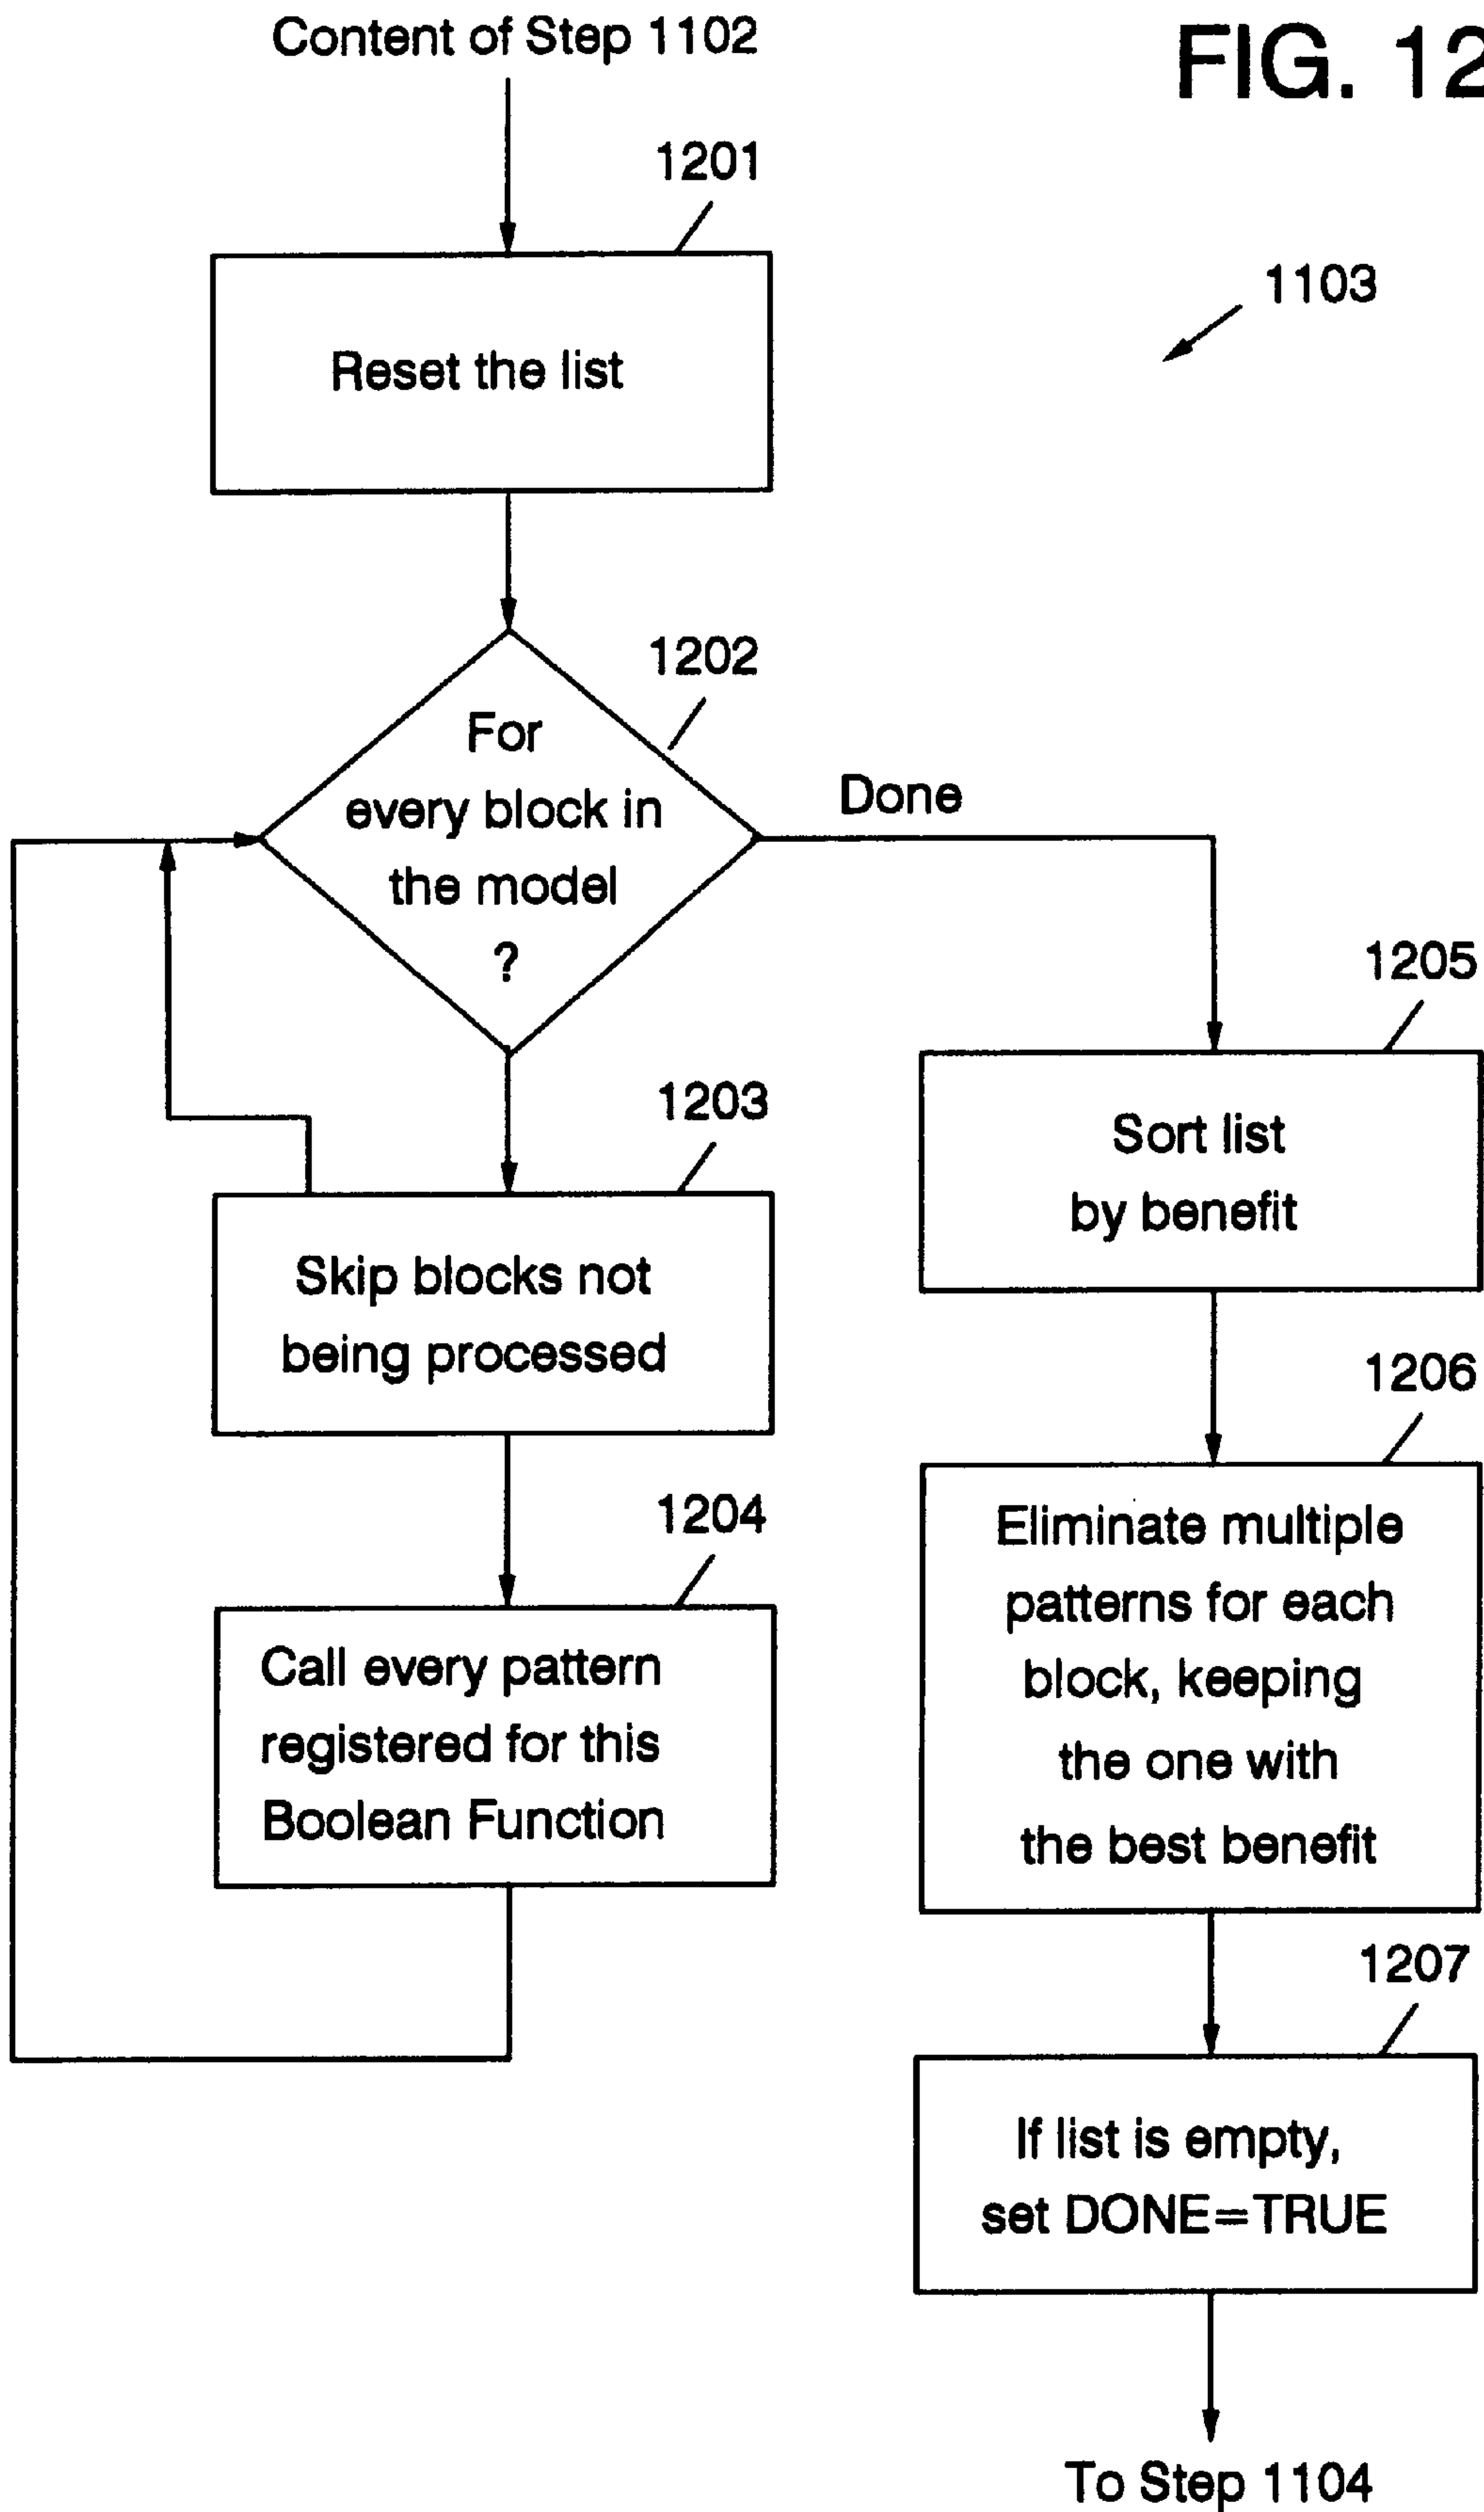 Content of Step 1102
FIG. 12
1201
1103
Reset the list
1202
For
every block in
the model
?
Done
1203
Skip blocks not
being processed
1204
Call every pattern
registered for this
Boolean Function
1205
Sort list
by benefit
1206
Eliminate multiple
patterns for each
block, keeping
the one with
the best benefit
1207
If list is empty,
set DONE=TRUE
To Step 1104